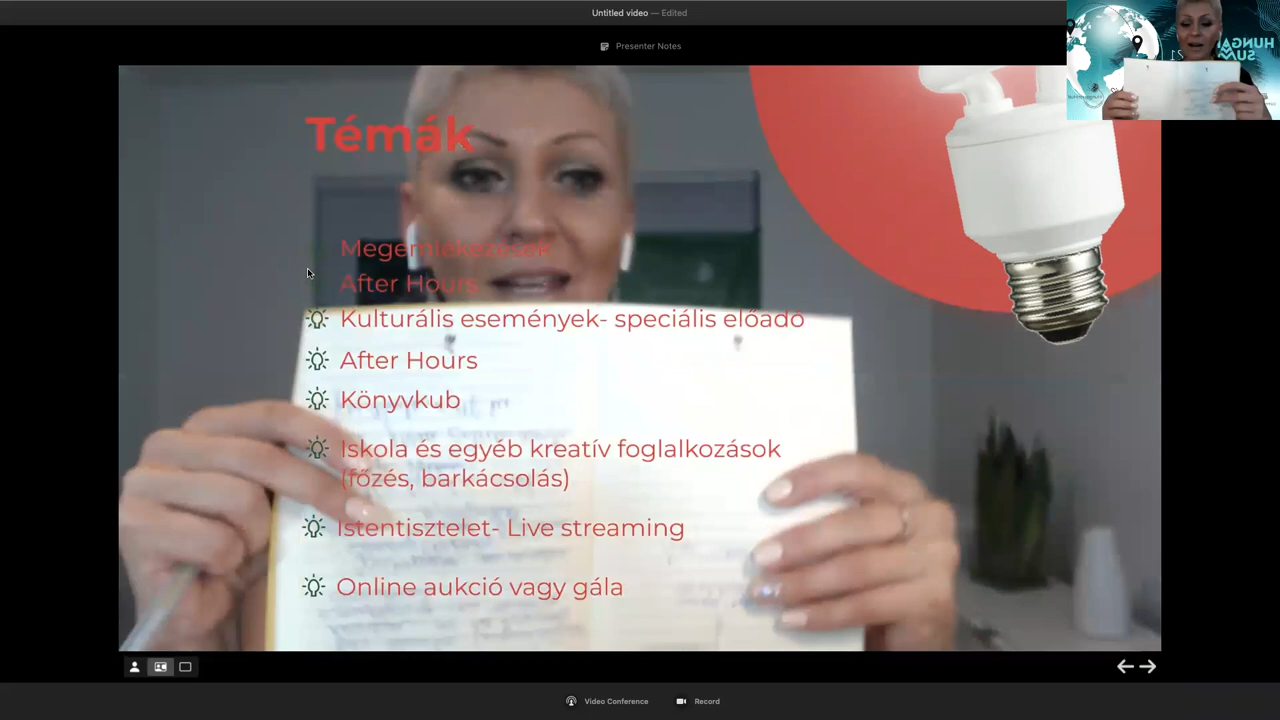 Untitled video — Edited
Presenter Notes
Témák
Megemlékezések
After Hours
Kulturális események- speciális előadó
After Hours
Könyvkub
Iskola és egyéb kreatív foglalkozások
(főzés, barkácsolás)
Istentisztelet- Live streaming
Online aukció vagy gála
Video Conference
Record